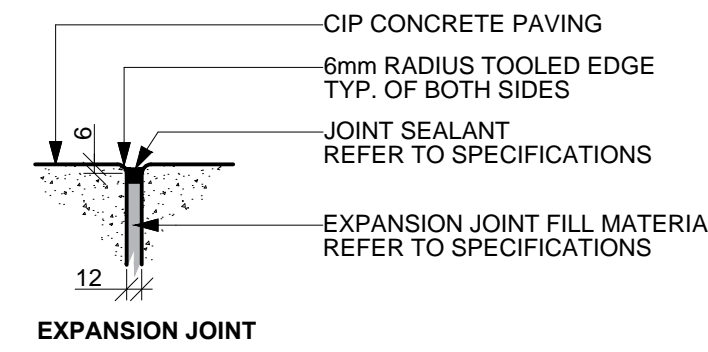 CIP CONCRETE PAVING
6mm RADIUS TOOLED EDGE
TYP. OF BOTH SIDES
JOINT SEALANT
REFER TO SPECIFICATIONS
EXPANSION JOINT FILL MATERIA
REFER TO SPECIFICATIONS
6
12
EXPANSION JOINT